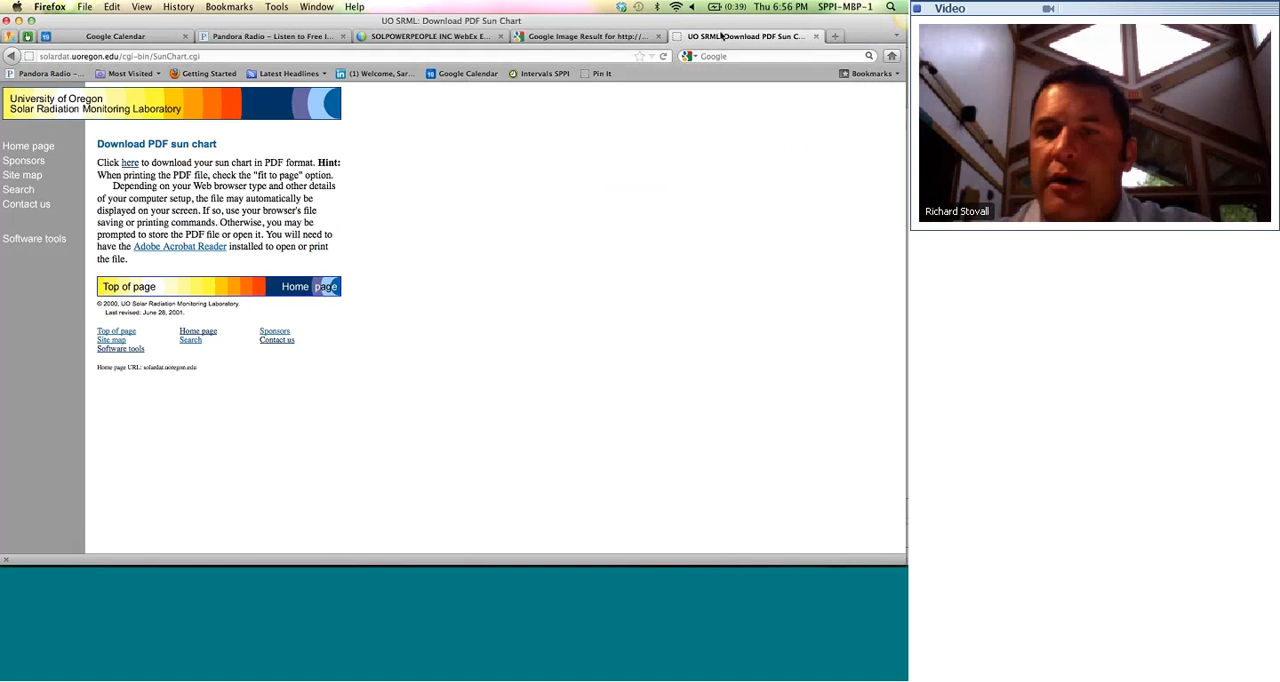 Firefox File Edit View History Bookmarks Tools Window Help (0:39) Thu 6:56 PM SPPI-MBP-1
Video
UO SRML: Download PDF Sun Chart
Google Calendar Pandora Radio – Listen to Free I... SOLPOWERPEOPLE INC WebEx E... Google Image Result for http://... UO SRML: Download PDF Sun C...
solardat.uoregon.edu/cgi-bin/SunChart.cgi Google
Pandora Radio –... Most Visited Getting Started Latest Headlines (1) Welcome, Sar... Google Calendar Intervals SPPI Pin It Bookmarks
University of Oregon
Solar Radiation Monitoring Laboratory
Home page
Sponsors
Site map
Search
Contact us
Software tools
Download PDF sun chart
Click here to download your sun chart in PDF format. Hint:
When printing the PDF file, check the "fit to page" option.
Depending on your Web browser type and other details
of your computer setup, the file may automatically be
displayed on your screen. If so, use your browser's file
saving or printing commands. Otherwise, you may be
prompted to store the PDF file or open it. You will need to
have the Adobe Acrobat Reader installed to open or print
the file.
Top of page Home page
© 2000, UO Solar Radiation Monitoring Laboratory.
Last revised: June 28, 2001.
Top of page Home page Sponsors
Site map Search Contact us
Software tools
Home page URL: solardat.uoregon.edu
Richard Stovall